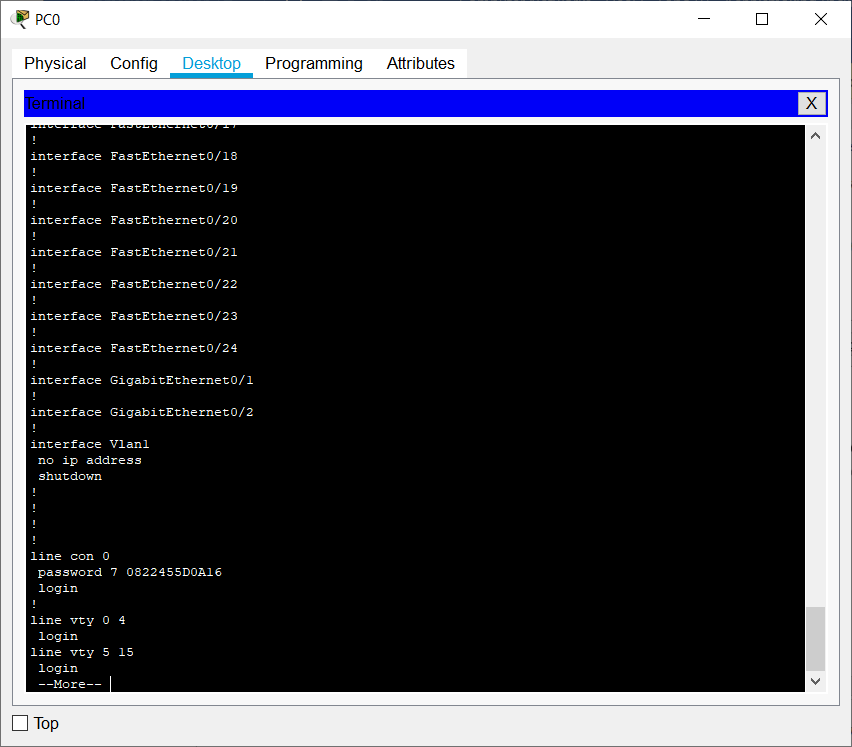 PC0
Physical Config Desktop Programming Attributes
Terminal
X
interface FastEthernet0/17
!
interface FastEthernet0/18
!
interface FastEthernet0/19
!
interface FastEthernet0/20
!
interface FastEthernet0/21
!
interface FastEthernet0/22
!
interface FastEthernet0/23
!
interface FastEthernet0/24
!
interface GigabitEthernet0/1
!
interface GigabitEthernet0/2
!
interface Vlan1
no ip address
shutdown
!
!
!
!
line con 0
password 7 0822455D0A16
login
!
line vty 0 4
login
line vty 5 15
login
--More--
Top